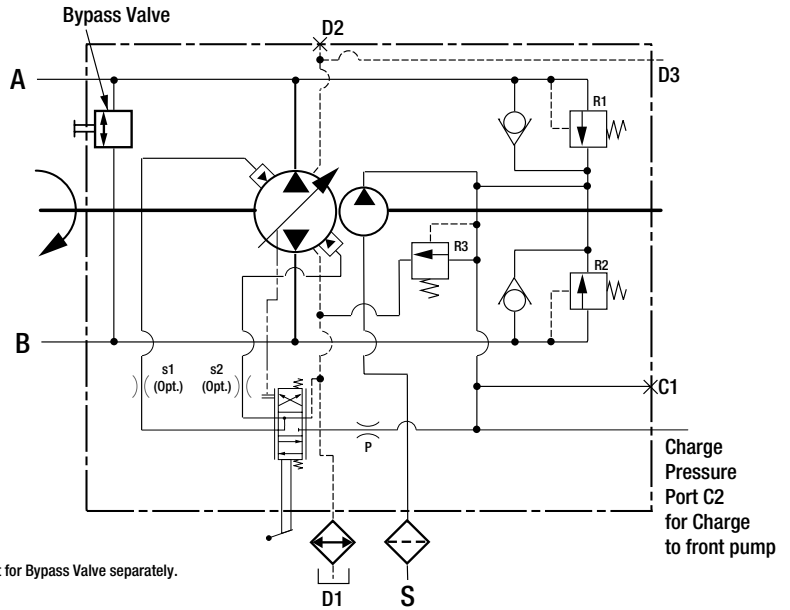 Bypass Valve
D2
A
D3
R1
R3
R2
B
s1
(Opt.)
s2
(Opt.)
C1
P
Charge
Pressure
Port C2
for Charge
to front pump
for Bypass Valve separately.
D1
S